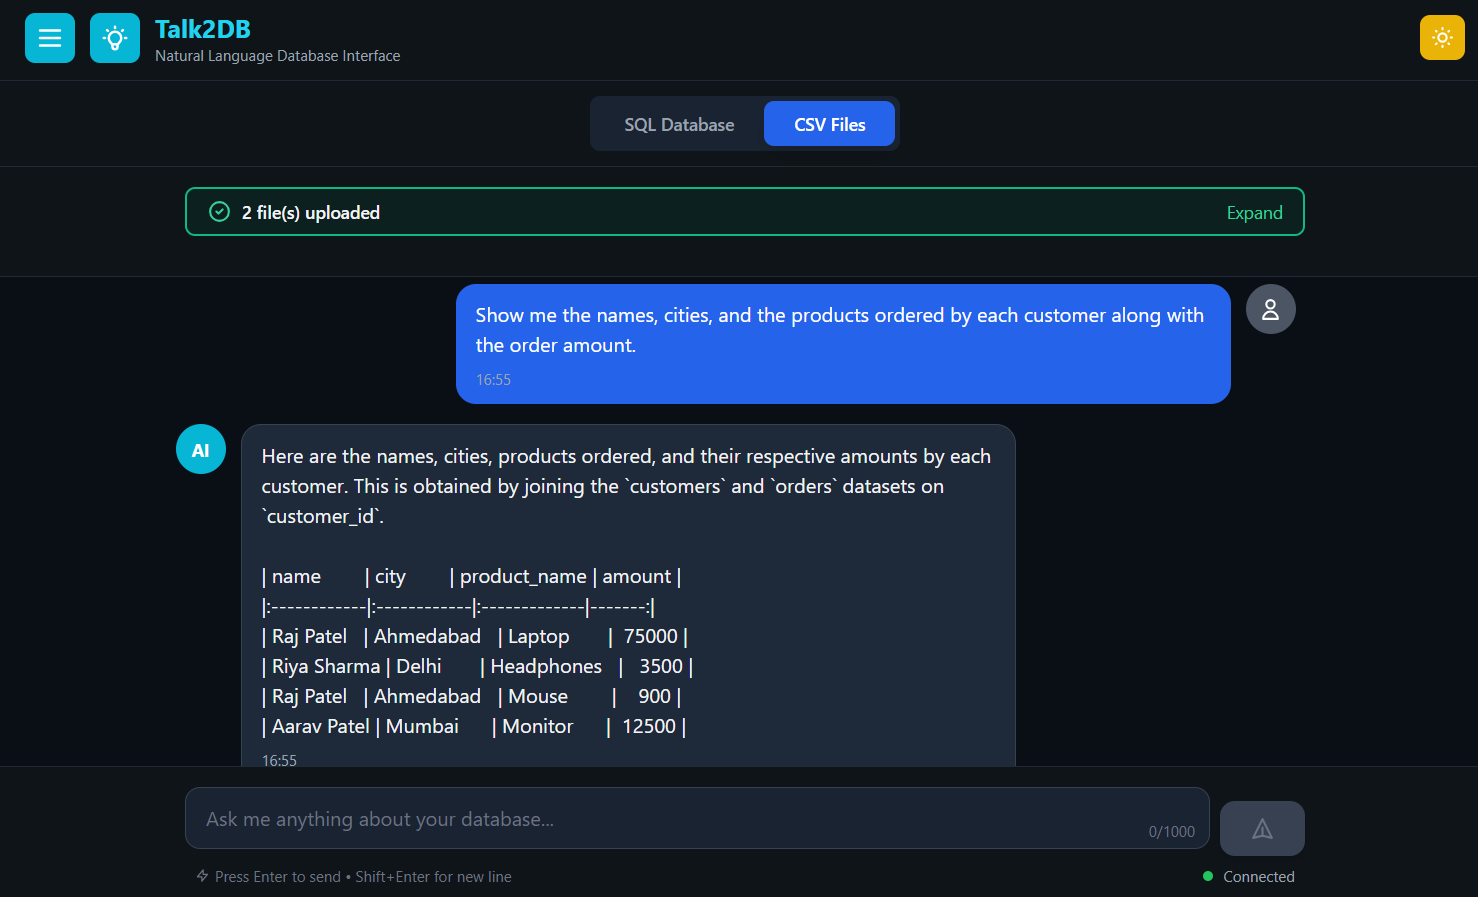 Talk2DB
Natural Language Database Interface
SQL Database
CSV Files
2 file(s) uploaded
Expand
Show me the names, cities, and the products ordered by each customer along with
the order amount.
16:55
AI
Here are the names, cities, products ordered, and their respective amounts by each
customer. This is obtained by joining the `customers` and `orders` datasets on
`customer_id`.
| name | city | product_name | amount |
|:------------|:------------|:-------------|-------:|
| Raj Patel | Ahmedabad | Laptop | 75000 |
| Riya Sharma | Delhi | Headphones | 3500 |
| Raj Patel | Ahmedabad | Mouse | 900 |
| Aarav Patel | Mumbai | Monitor | 12500 |
16:55
Ask me anything about your database...
0/1000
Press Enter to send • Shift+Enter for new line
Connected